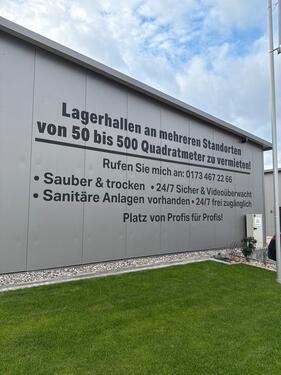 Lagerhallen an mehreren Standorten
von 50 bis 500 Quadratmeter zu vermieten!
Rufen Sie mich an: 0173 467 22 66
• Sauber & trocken • 24/7 Sicher & Videoüberwacht
• Sanitäre Anlagen vorhanden • 24/7 frei zugänglich
Platz von Profis für Profis!